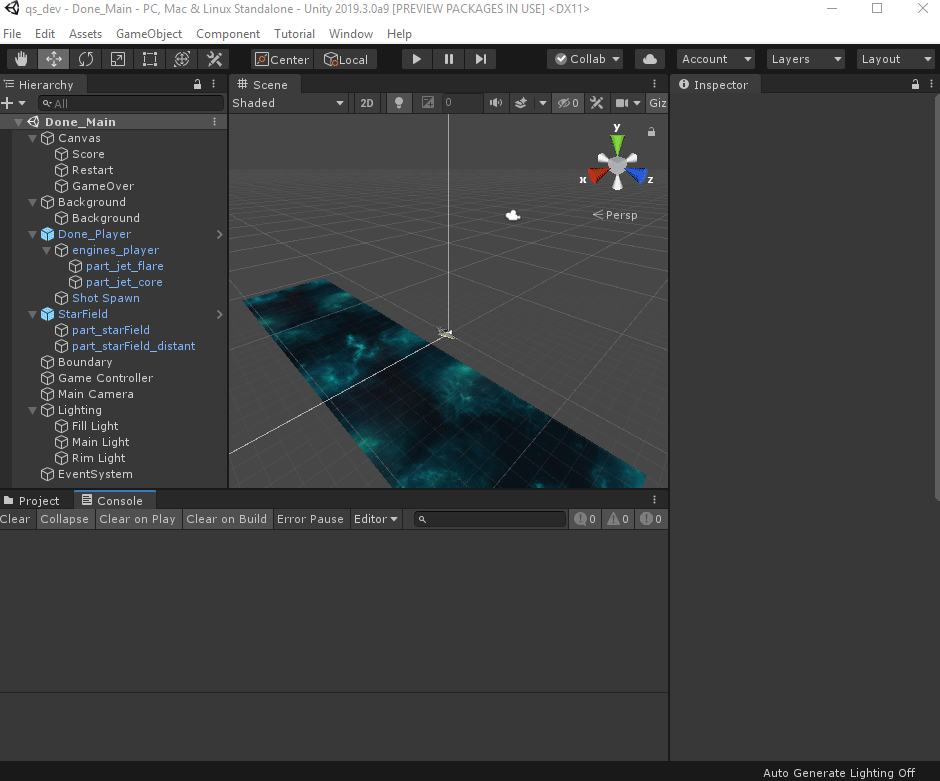 qs_dev - Done_Main - PC, Mac & Linux Standalone - Unity 2019.3.0a9 [PREVIEW PACKAGES IN USE] <DX11>
File Edit Assets GameObject Component Tutorial Window Help
Center Local Collab Account Layers Layout
Hierarchy
Scene
Inspector
All
Shaded 2D 0 0 Giz
Done_Main
Canvas
Score
Restart
GameOver
Background
Background
Done_Player
engines_player
part_jet_flare
part_jet_core
Shot Spawn
StarField
part_starField
part_starField_distant
Boundary
Game Controller
Main Camera
Lighting
Fill Light
Main Light
Rim Light
EventSystem
y
x z
Persp
Project Console
Clear Collapse Clear on Play Clear on Build Error Pause Editor 0 0 0
Auto Generate Lighting Off